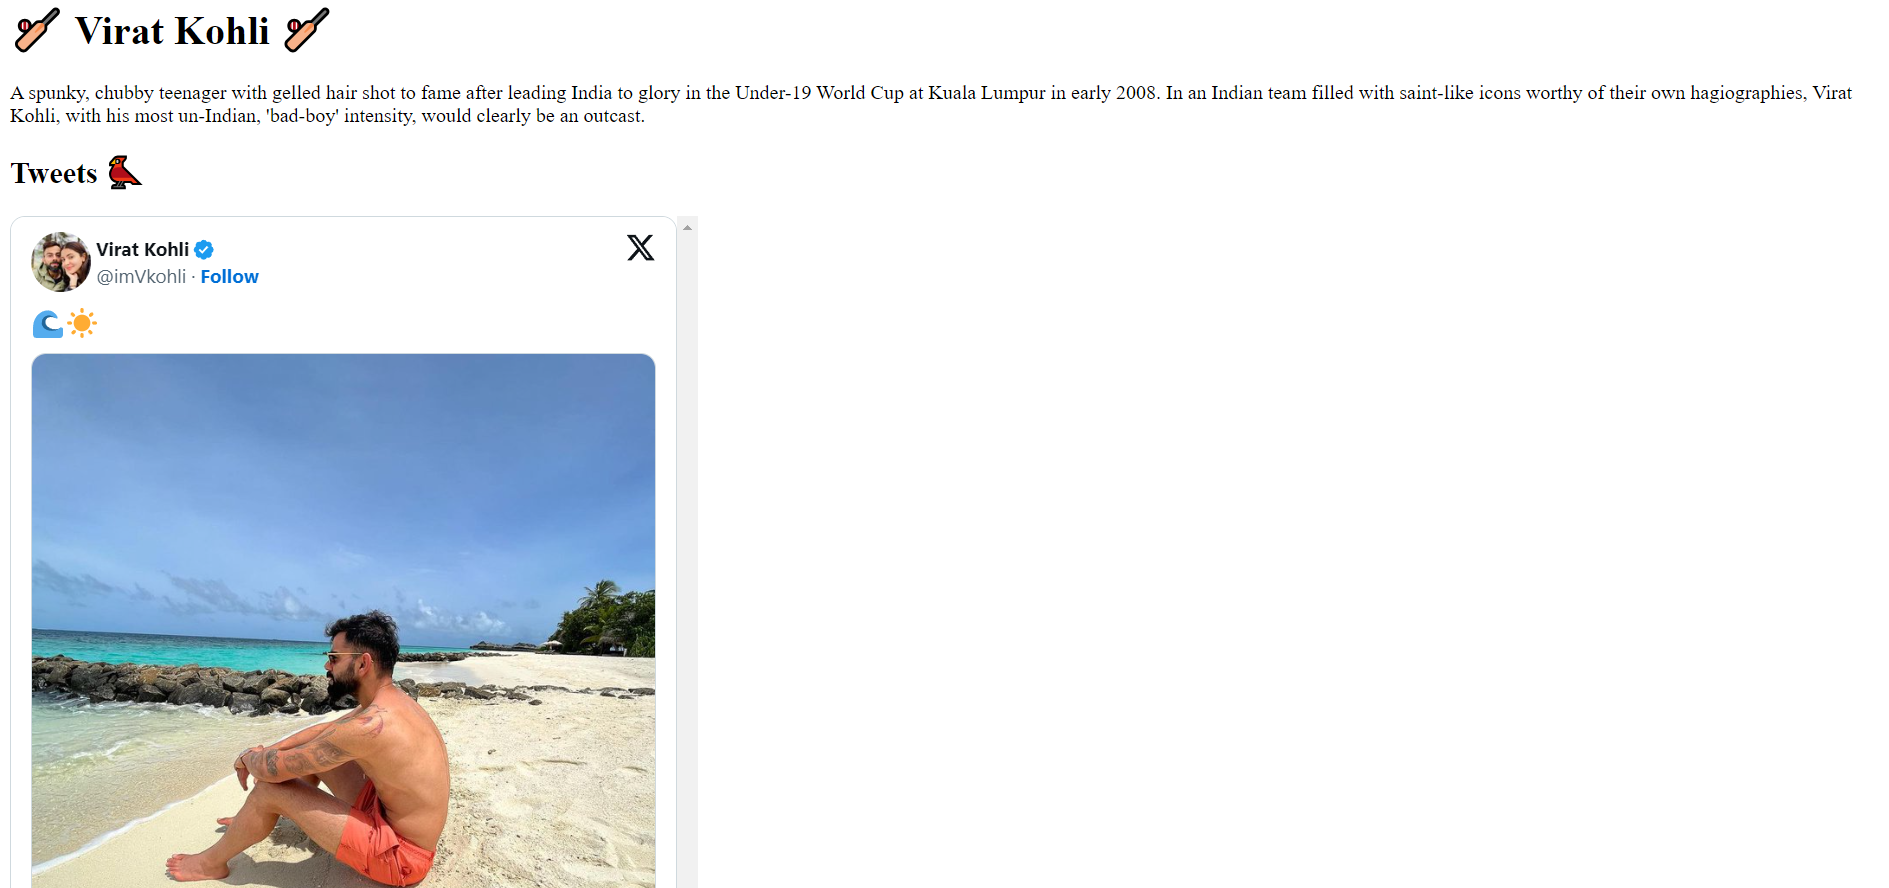 Virat Kohli
A spunky, chubby teenager with gelled hair shot to fame after leading India to glory in the Under-19 World Cup at Kuala Lumpur in early 2008. In an Indian team filled with saint-like icons worthy of their own hagiographies, Virat
Kohli, with his most un-Indian, 'bad-boy' intensity, would clearly be an outcast.
Tweets
Virat Kohli
@imVkohli · Follow